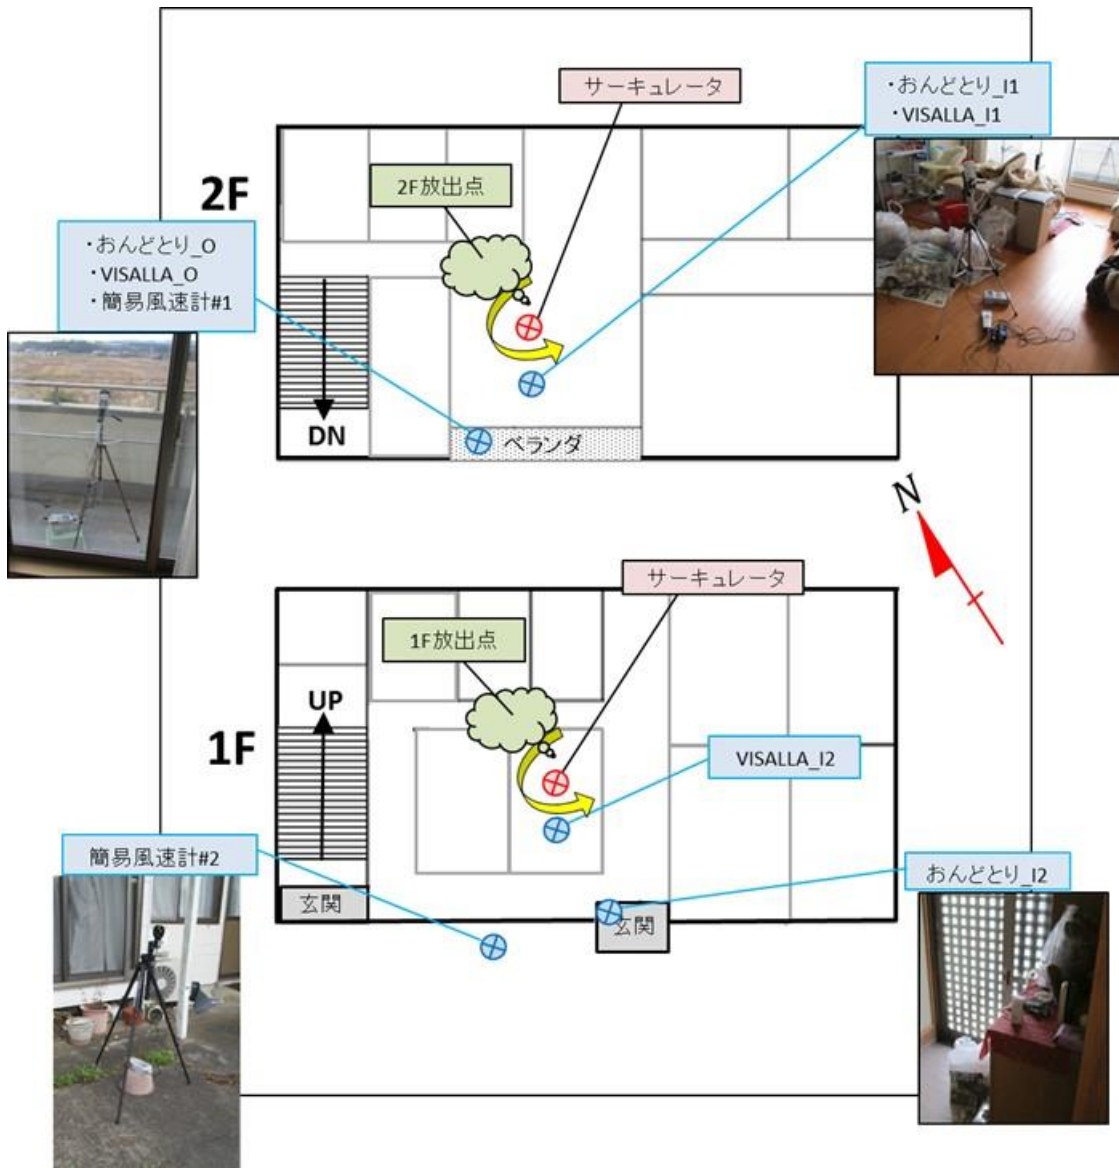 サーキュレータ
・おんどとり_I1
・VISALLA_I1
2F放出点
2F
・おんどとり_O
・VISALLA_O
・簡易風速計#1
DN
ベランダ
N
サーキュレータ
1F放出点
UP
1F
VISALLA_I2
簡易風速計#2
おんどとり_I2
玄関
玄関